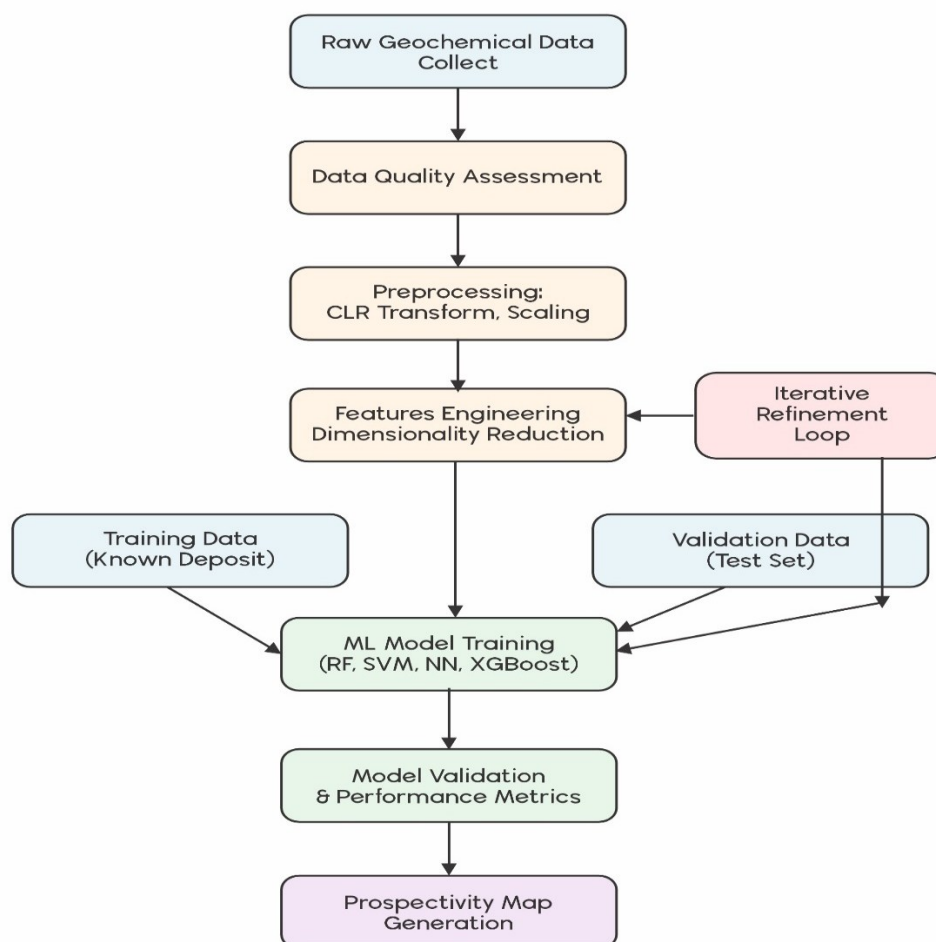 Raw Geochemical Data
Collect
Data Quality Assessment
Preprocessing:
CLR Transform, Scaling
Features Engineering
Dimensionality Reduction
Iterative
Refinement
Loop
Training Data
(Known Deposit)
Validation Data
(Test Set)
ML Model Training
(RF, SVM, NN, XGBoost)
Model Validation
& Performance Metrics
Prospectivity Map
Generation